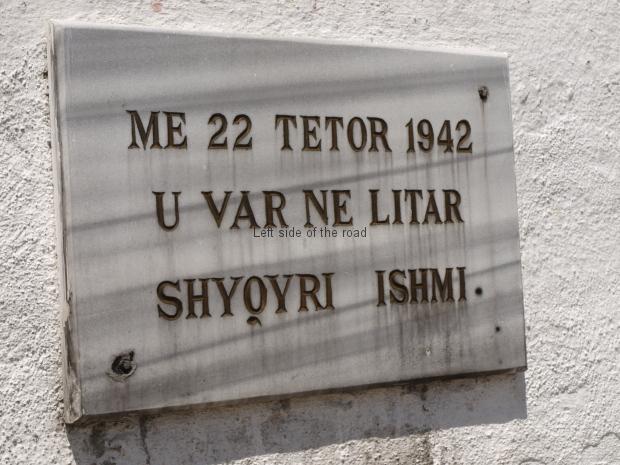 ME 22 TETOR 1942
U VAR NE LITAR
Left side of the road
SHYQYRI ISHMI